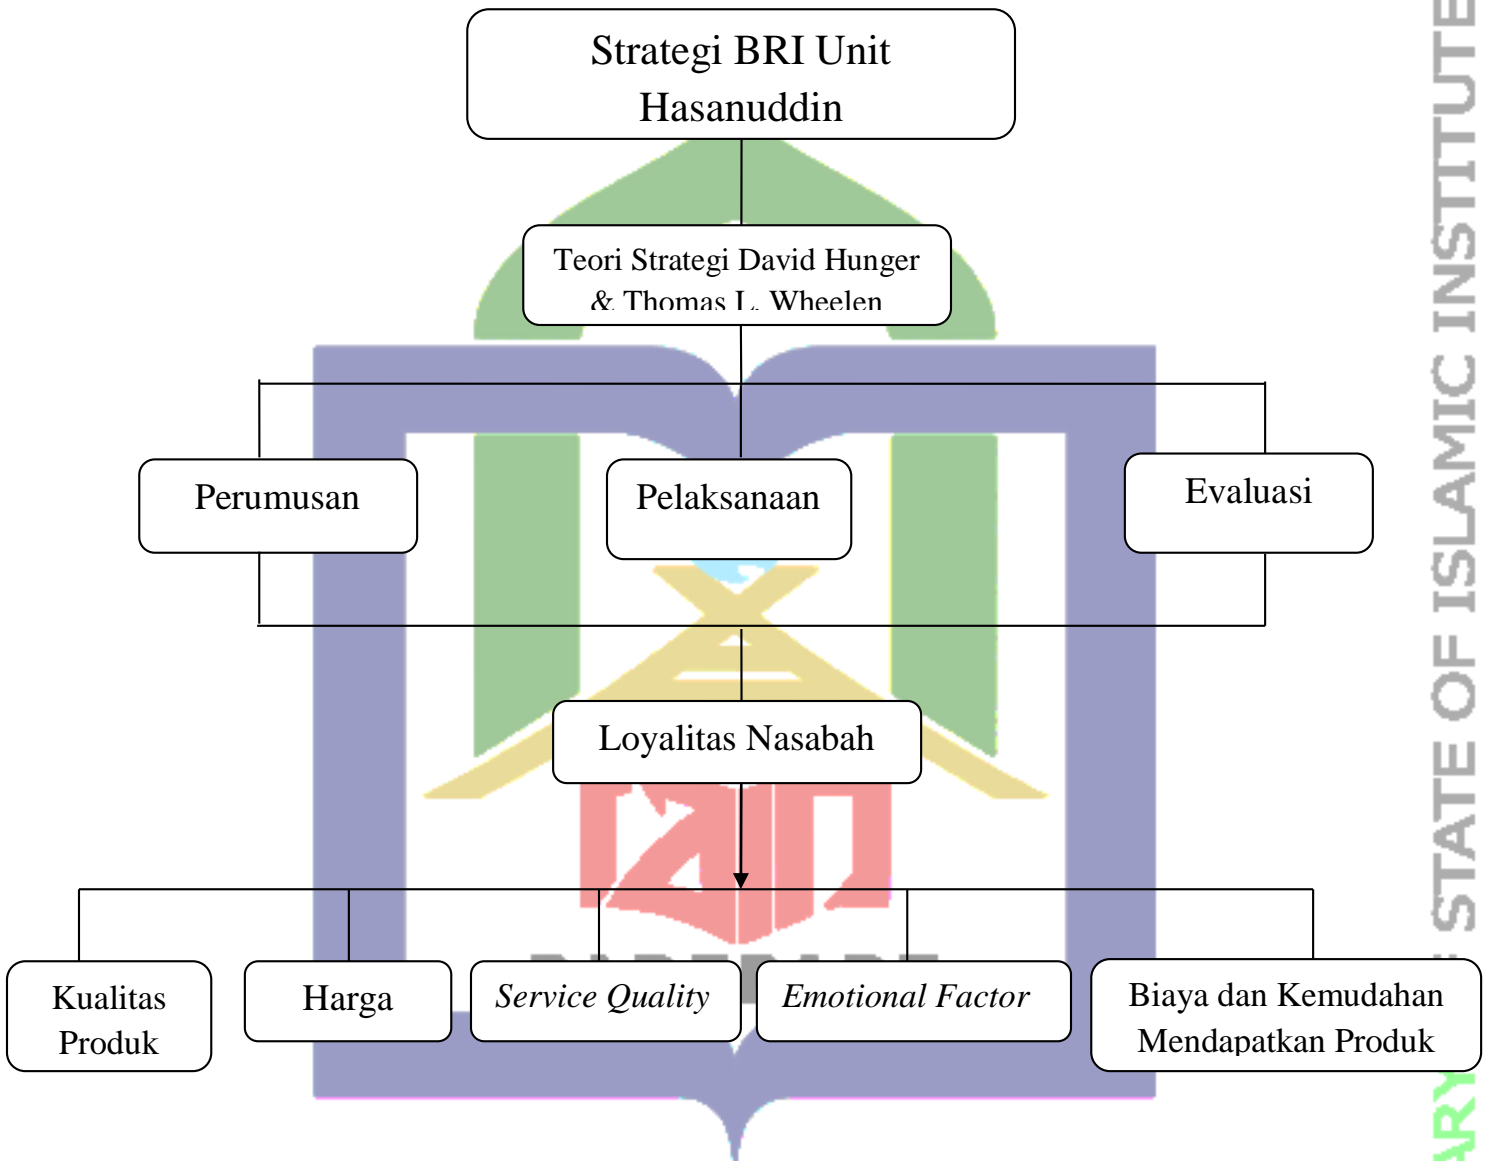 Strategi BRI Unit
Hasanuddin
Teori Strategi David Hunger
& Thomas L. Wheelen
Perumusan
Pelaksanaan
Evaluasi
Loyalitas Nasabah
Kualitas
Produk
Harga
Service Quality
Emotional Factor
Biaya dan Kemudahan
Mendapatkan Produk
STATE OF ISLAMIC INSTITUTE